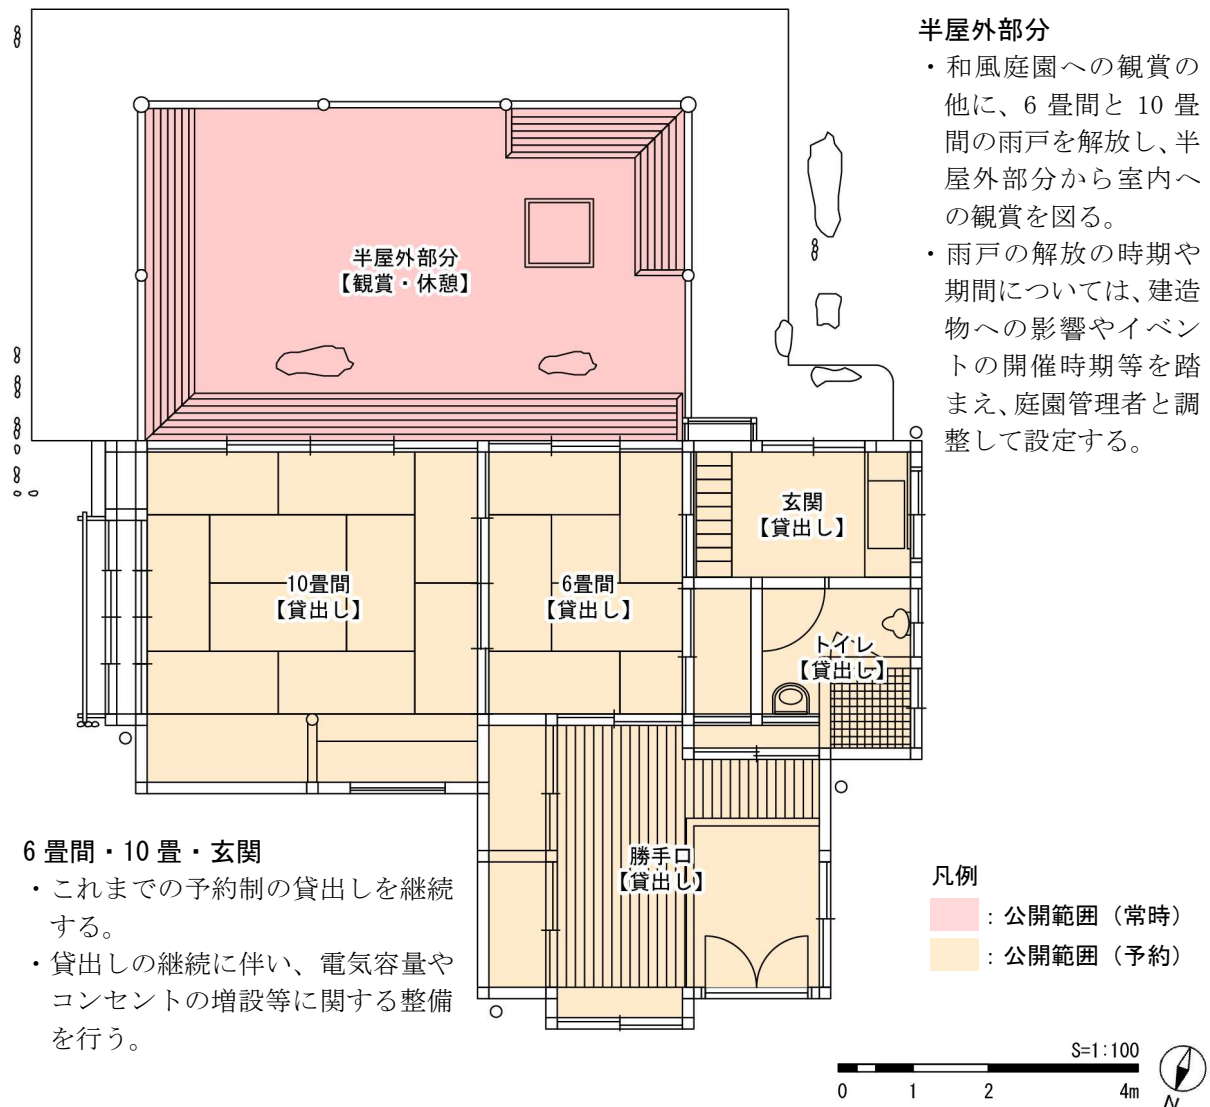 半屋外部分
・和風庭園への観賞の
他に、6 畳間と 10 畳
間の雨戸を解放し、半
屋外部分から室内へ
の観賞を図る。
・雨戸の解放の時期や
期間については、建造
物への影響やイベン
トの開催時期等を踏
まえ、庭園管理者と調
整して設定する。
半屋外部分
【観賞・休憩】
玄関
【貸出し】
10畳間
【貸出し】
6畳間
【貸出し】
トイレ
【貸出し】
勝手口
【貸出し】
6 畳間・10 畳・玄関
・これまでの予約制の貸出しを継続
する。
・貸出しの継続に伴い、電気容量や
コンセントの増設等に関する整備
を行う。
凡例
：公開範囲（常時）
：公開範囲（予約）
S=1:100
0 1 2 4m
N